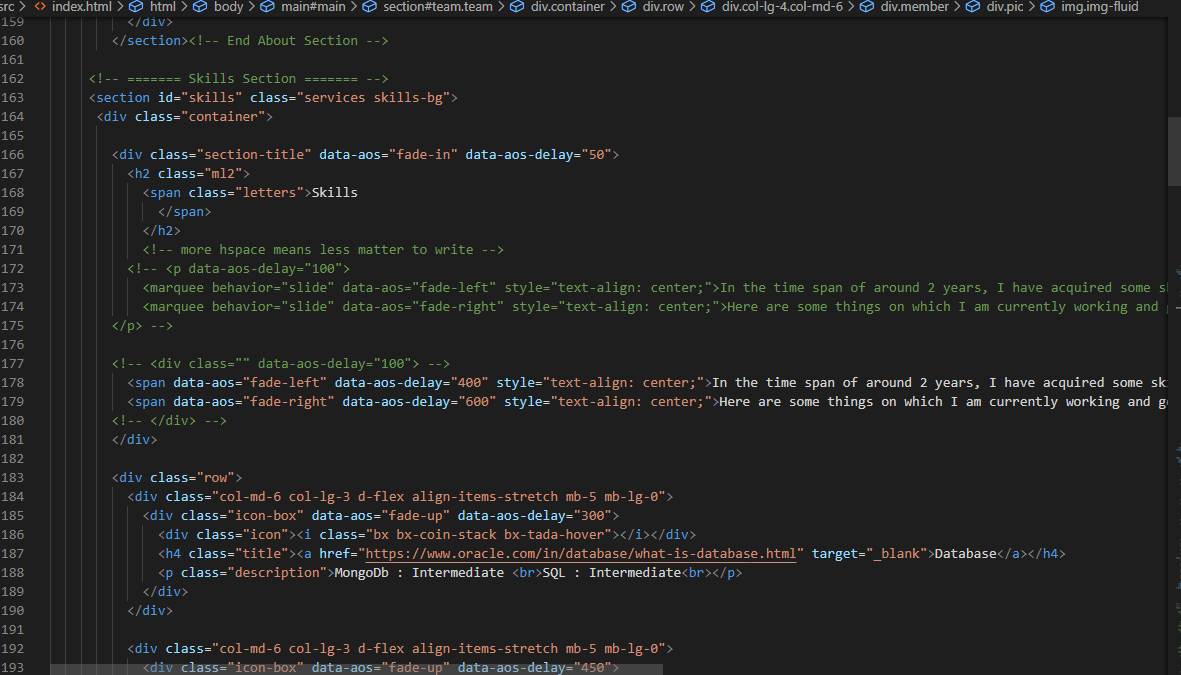 src > index.html > html > body > main#main > section#team.team > div.container > div.row > div.col-lg-4.col-md-6 > div.member > div.pic > img.img-fluid
159 </div>
160 </section><!-- End About Section -->
161
162 <!-- ======= Skills Section ======= -->
163 <section id="skills" class="services skills-bg">
164 <div class="container">
165
166 <div class="section-title" data-aos="fade-in" data-aos-delay="50">
167 <h2 class="ml2">
168 <span class="letters">Skills
169 </span>
170 </h2>
171 <!-- more hspace means less matter to write -->
172 <!-- <p data-aos-delay="100">
173 <marquee behavior="slide" data-aos="fade-left" style="text-align: center;">In the time span of around 2 years, I have acquired some
174 <marquee behavior="slide" data-aos="fade-right" style="text-align: center;">Here are some things on which I am currently working and
175 </p> -->
176
177 <!-- <div class="" data-aos-delay="100"> -->
178 <span data-aos="fade-left" data-aos-delay="400" style="text-align: center;">In the time span of around 2 years, I have acquired some
179 <span data-aos="fade-right" data-aos-delay="600" style="text-align: center;">Here are some things on which I am currently working and
180 <!-- </div> -->
181 </div>
182
183 <div class="row">
184 <div class="col-md-6 col-lg-3 d-flex align-items-stretch mb-5 mb-lg-0">
185 <div class="icon-box" data-aos="fade-up" data-aos-delay="300">
186 <div class="icon"><i class="bx bx-coin-stack bx-tada-hover"></i></div>
187 <h4 class="title"><a href="https://www.oracle.com/in/database/what-is-database.html" target="_blank">Database</a></h4>
188 <p class="description">MongoDb : Intermediate <br>SQL : Intermediate<br></p>
189 </div>
190 </div>
191
192 <div class="col-md-6 col-lg-3 d-flex align-items-stretch mb-5 mb-lg-0">
193 <div class="icon-box" data-aos="fade-up" data-aos-delay="450">